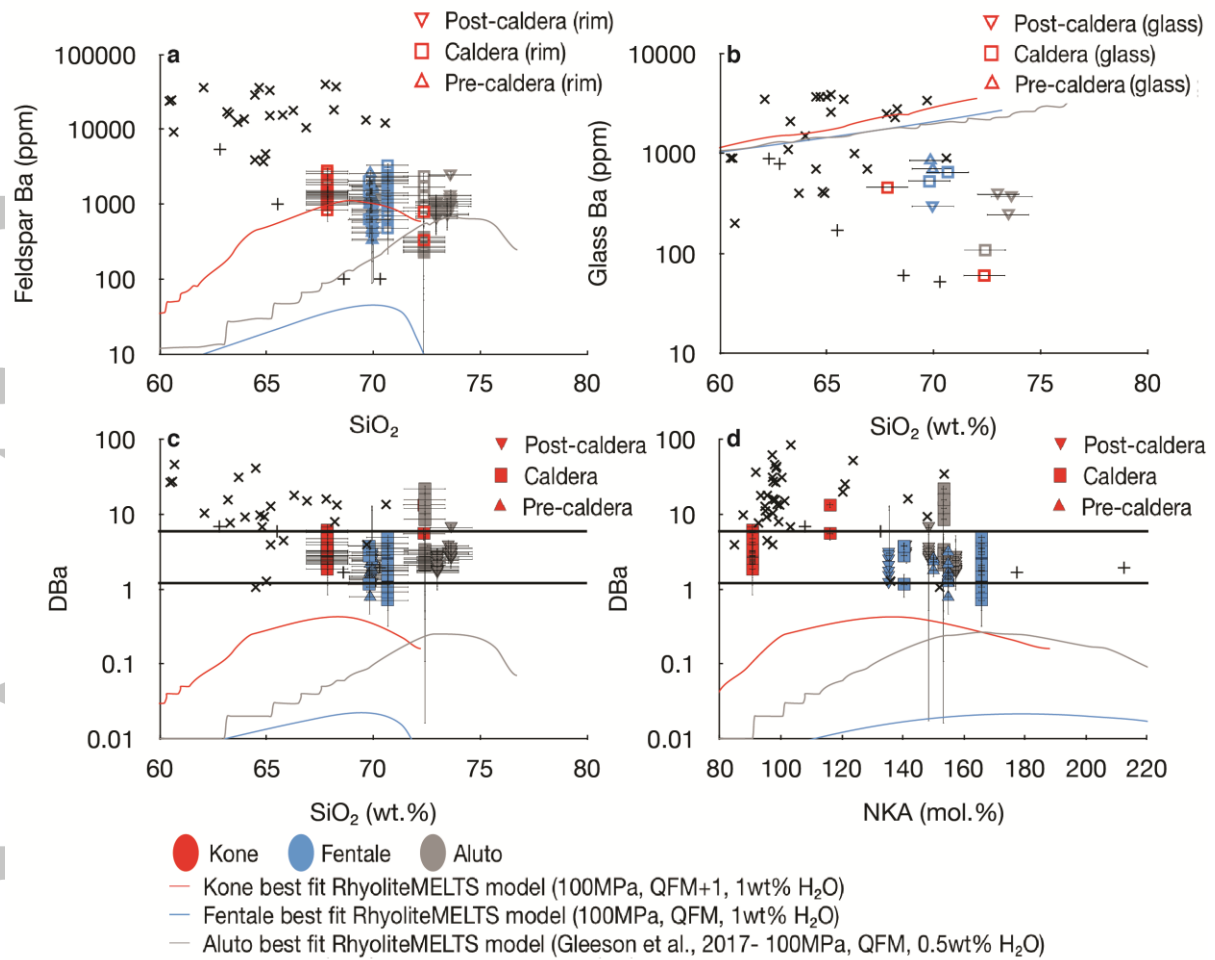 Post-caldera (rim)
Caldera (rim)
Pre-caldera (rim)
a
100000
10000
1000
100
10
Feldspar Ba (ppm)
60 65 70 75 80
SiO₂
Post-caldera (glass)
Caldera (glass)
Pre-caldera (glass)
b
10000
1000
100
10
Glass Ba (ppm)
60 65 70 75 80
SiO₂ (wt.%)
c
Post-caldera
Caldera
Pre-caldera
100
10
1
0.1
0.01
DBa
60 65 70 75 80
SiO₂ (wt.%)
d
Post-caldera
Caldera
Pre-caldera
100
10
1
0.1
0.01
DBa
80 100 120 140 160 180 200 220
NKA (mol.%)
Kone Fentale Aluto
Kone best fit RhyoliteMELTS model (100MPa, QFM+1, 1wt% H₂O)
Fentale best fit RhyoliteMELTS model (100MPa, QFM, 1wt% H₂O)
Aluto best fit RhyoliteMELTS model (Gleeson et al., 2017- 100MPa, QFM, 0.5wt% H₂O)